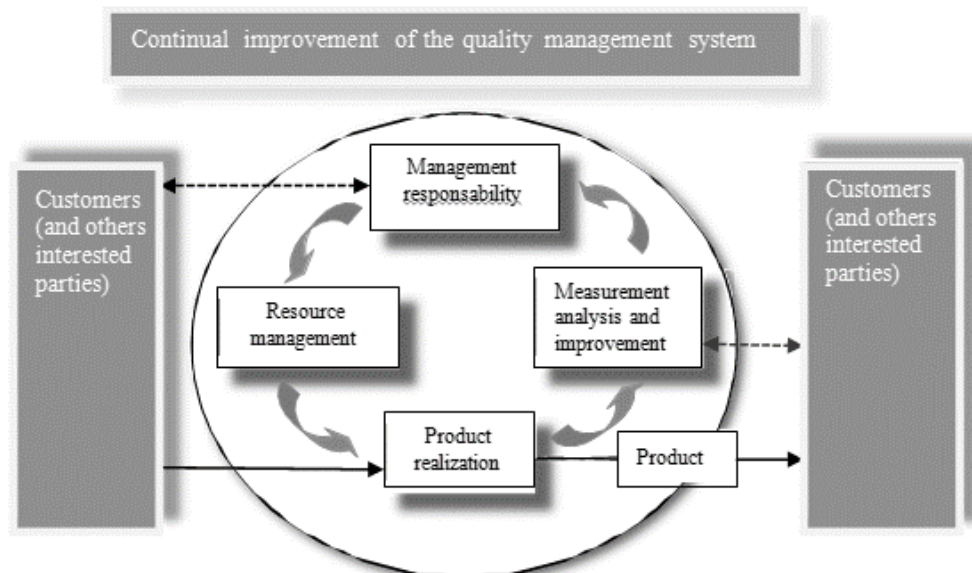 Continual improvement of the quality management system
Management
responsability
Customers
(and others
interested
parties)
Customers
(and others
interested
parties)
Resource
management
Measurement
analysis and
improvement
Product
realization
Product